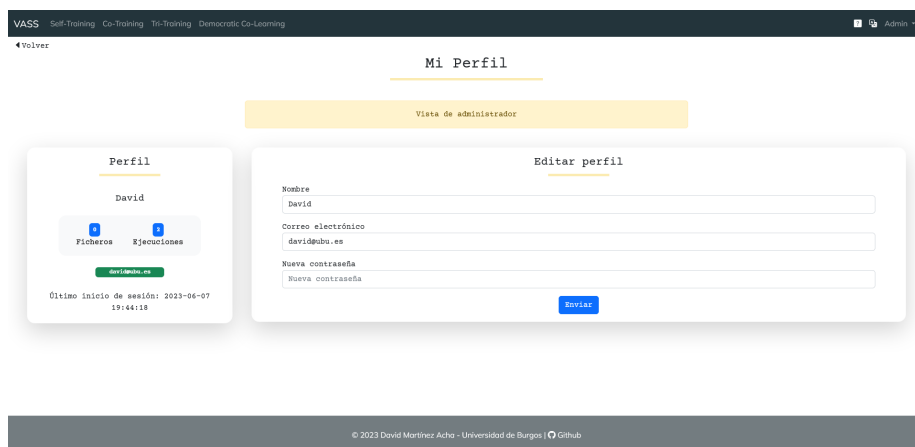 VASS Self-Training Co-Training Tri-Training Democratic Co-Learning Admin
Volver
Mi Perfil
Vista de administrador
Perfil
David
0
Ficheros
Ejecuciones
david@ubu.es
Último inicio de sesión: 2023-06-07
19:44:18
Editar perfil
Nombre
David
Correo electrónico
david@ubu.es
Nueva contraseña
Nueva contraseña
Enviar
© 2023 David Martínez Acha - Universidad de Burgos | Github